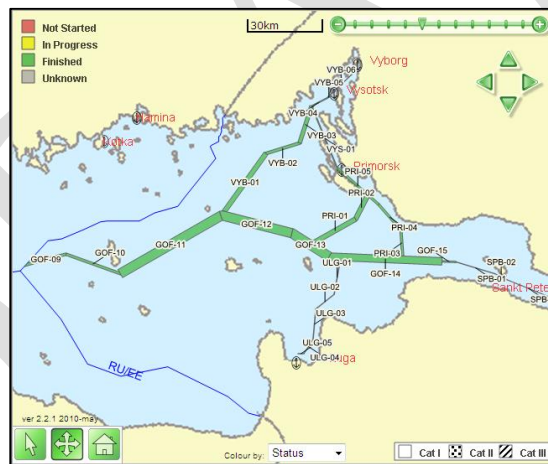 Not Started
In Progress
Finished
Unknown
30km
Vyborg
VYB-06
VYB-05
Vysotsk
VYB-04
VYB-03
Hamina
Kotka
VYS-01
VYB-02
Primorsk
PRI-05
VYB-01
PRI-02
PRI-01
PRI-04
GOF-12
GOF-11
GOF-13
GOF-10
GOF-09
PRI-03
GOF-15
ULG-01
GOF-14
SPB-02
SPB-01
ULG-02
SPB-
ULG-03
ULG-05
ULG-04
RU/EE
ver 2.2.1 2010-may
Colour by: Status
Cat I Cat II Cat III